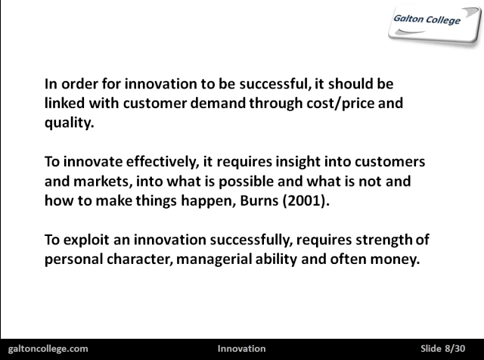 Galton College
In order for innovation to be successful, it should be
linked with customer demand through cost/price and
quality.
To innovate effectively, it requires insight into customers
and markets, into what is possible and what is not and
how to make things happen, Burns (2001).
To exploit an innovation successfully, requires strength of
personal character, managerial ability and often money.
galtoncollege.com Innovation Slide 8/30